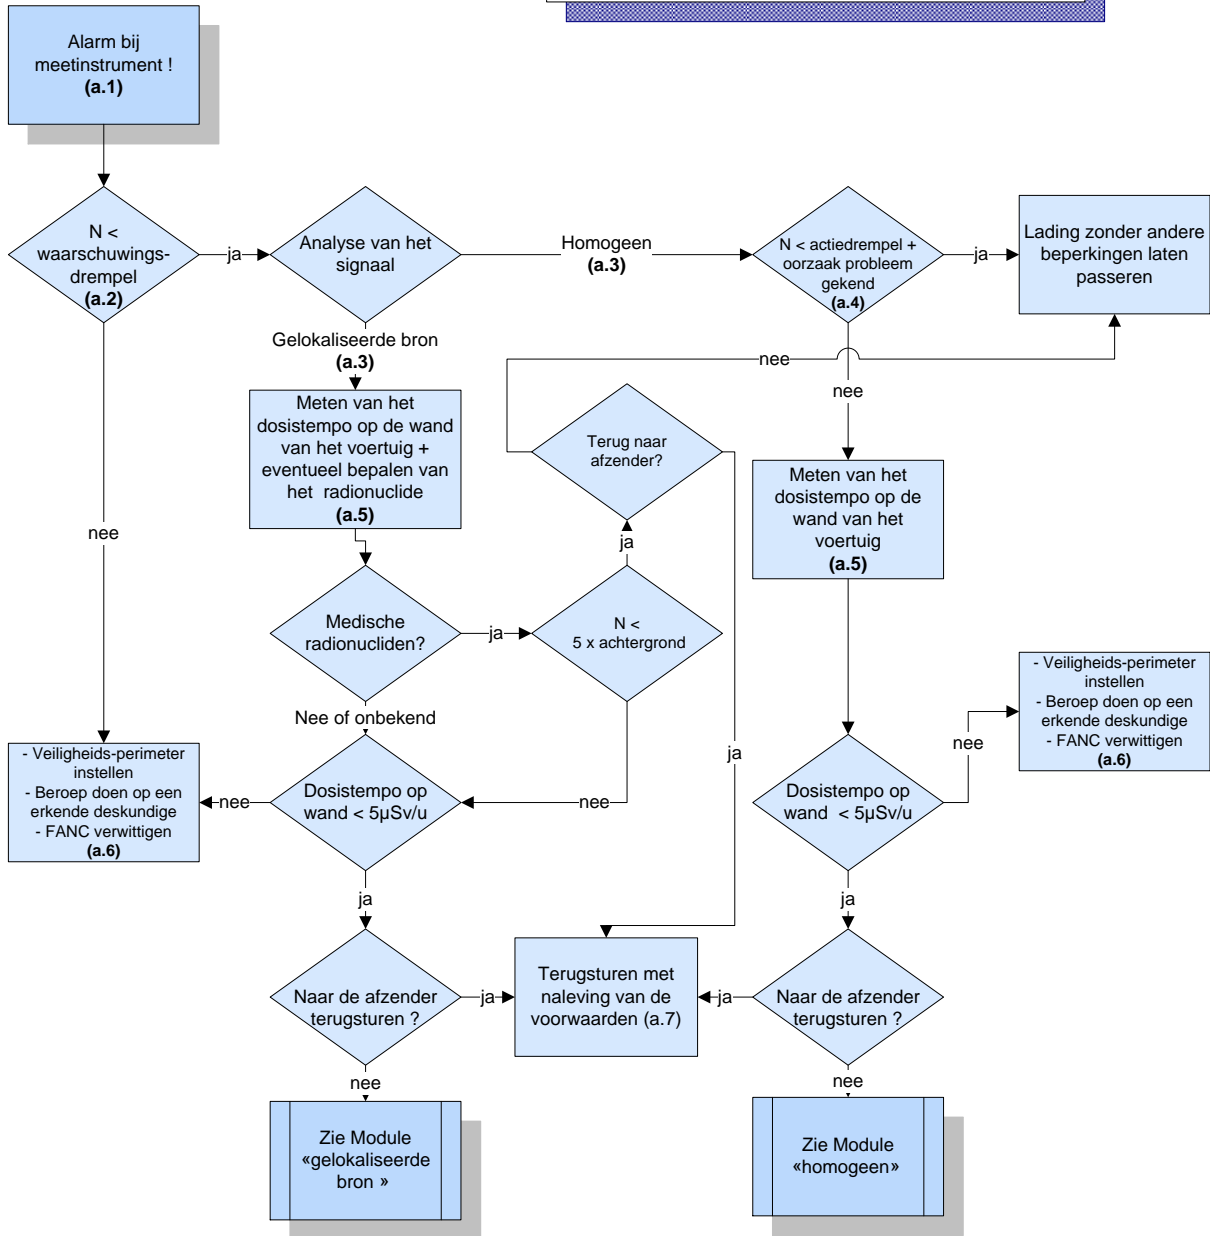 Alarm bij
meetinstrument !
(a.1)
N <
waarschuwings-
drempel
(a.2)
ja
Analyse van het
signaal
Homogeen
(a.3)
N < actiedrempel +
oorzaak probleem
gekend
(a.4)
ja
Lading zonder andere
beperkingen laten
passeren
Gelokaliseerde bron
(a.3)
nee
nee
Meten van het
dosistempo op de wand
van het voertuig +
eventueel bepalen van
het radionuclide
(a.5)
Terug naar
afzender?
Meten van het
dosistempo op de
wand van het
voertuig
(a.5)
nee
ja
Medische
radionucliden?
ja
N <
5 x achtergrond
- Veiligheids-perimeter
instellen
- Beroep doen op een
erkende deskundige
- FANC verwittigen
(a.6)
Nee of onbekend
ja
nee
- Veiligheids-perimeter
instellen
- Beroep doen op een
erkende deskundige
- FANC verwittigen
(a.6)
nee
Dosistempo op
wand < 5µSv/u
nee
Dosistempo op
wand < 5µSv/u
ja
ja
Naar de afzender
terugsturen ?
ja
Terugsturen met
naleving van de
voorwaarden (a.7)
ja
Naar de afzender
terugsturen ?
nee
nee
Zie Module
«gelokaliseerde
bron »
Zie Module
«homogeen»